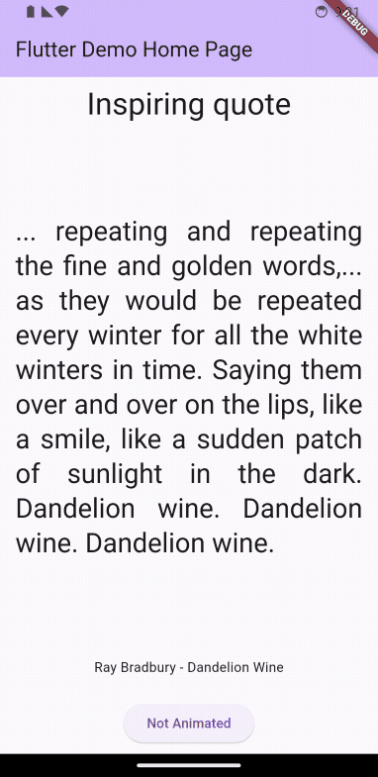 DEBUG
Flutter Demo Home Page
Inspiring quote
... repeating and repeating
the fine and golden words,...
as they would be repeated
every winter for all the white
winters in time. Saying them
over and over on the lips, like
a smile, like a sudden patch
of sunlight in the dark.
Dandelion wine. Dandelion
wine. Dandelion wine.
Ray Bradbury - Dandelion Wine
Not Animated